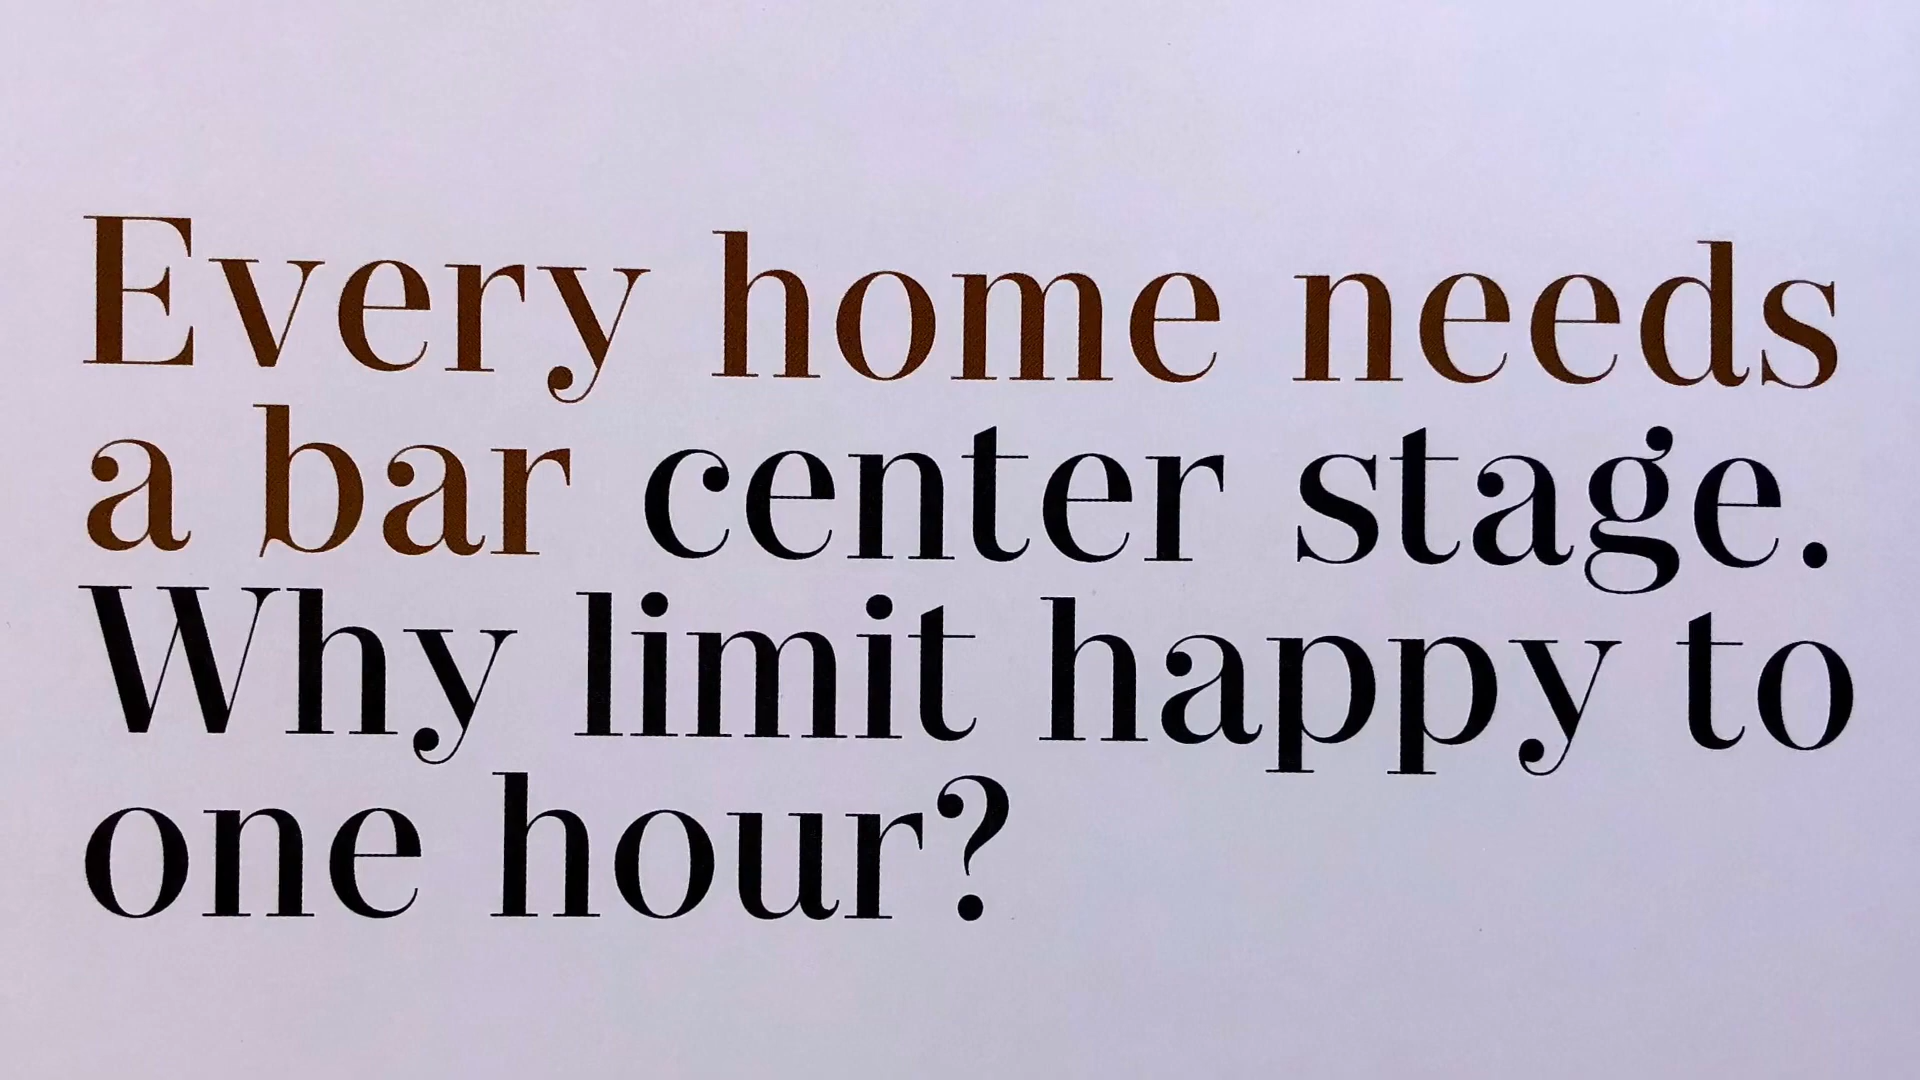 Every home needs
a bar center stage.
Why limit happy to
one hour?